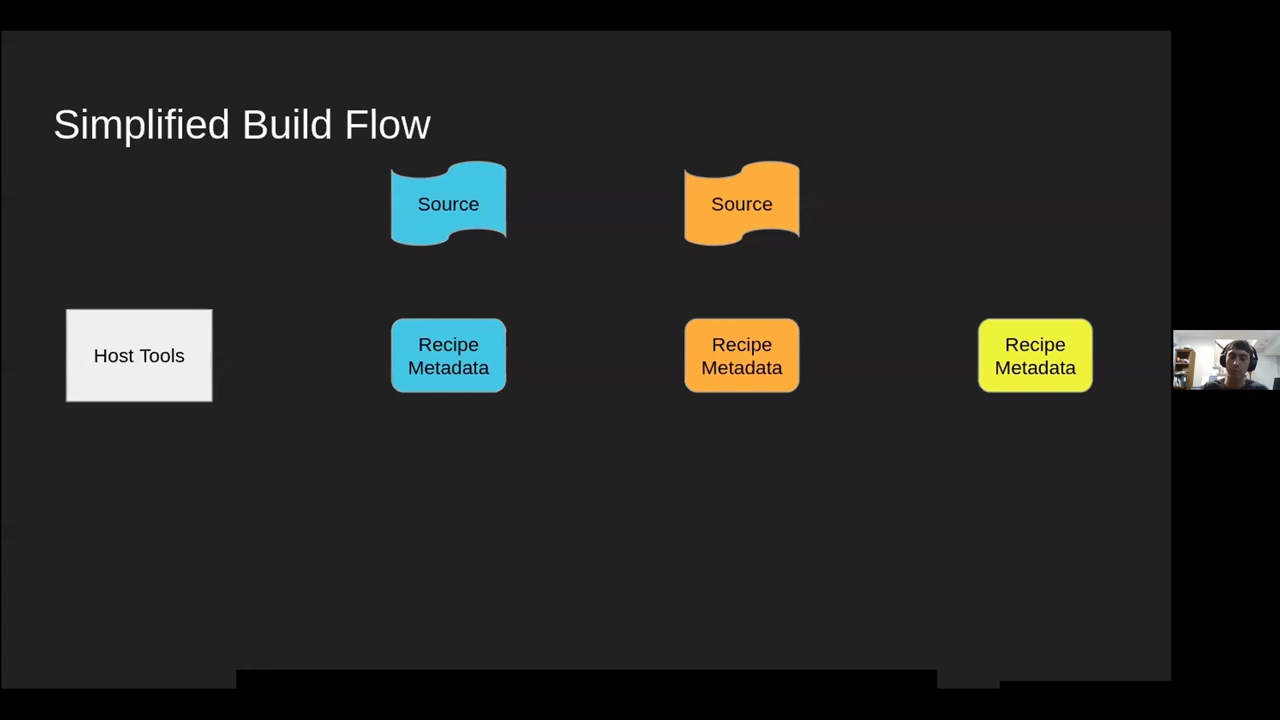 Simplified Build Flow
Source
Source
Host Tools
Recipe
Metadata
Recipe
Metadata
Recipe
Metadata